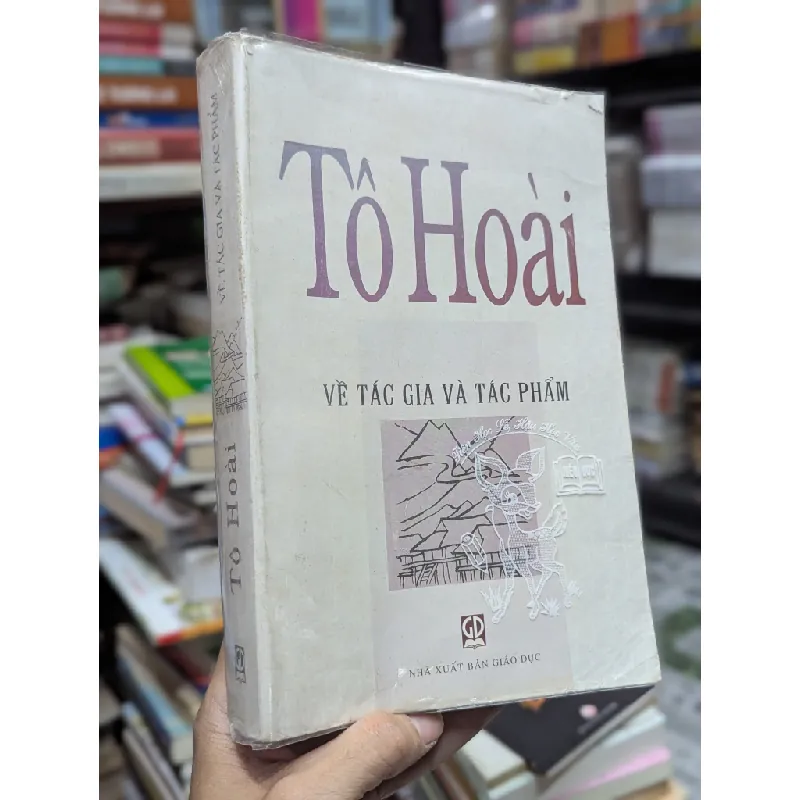 Tô Hoài
VỀ TÁC GIA VÀ TÁC PHẨM
GD
NHÀ XUẤT BẢN GIÁO DỤC
VỀ TÁC GIA VÀ TÁC PHẨM
Tô Hoài